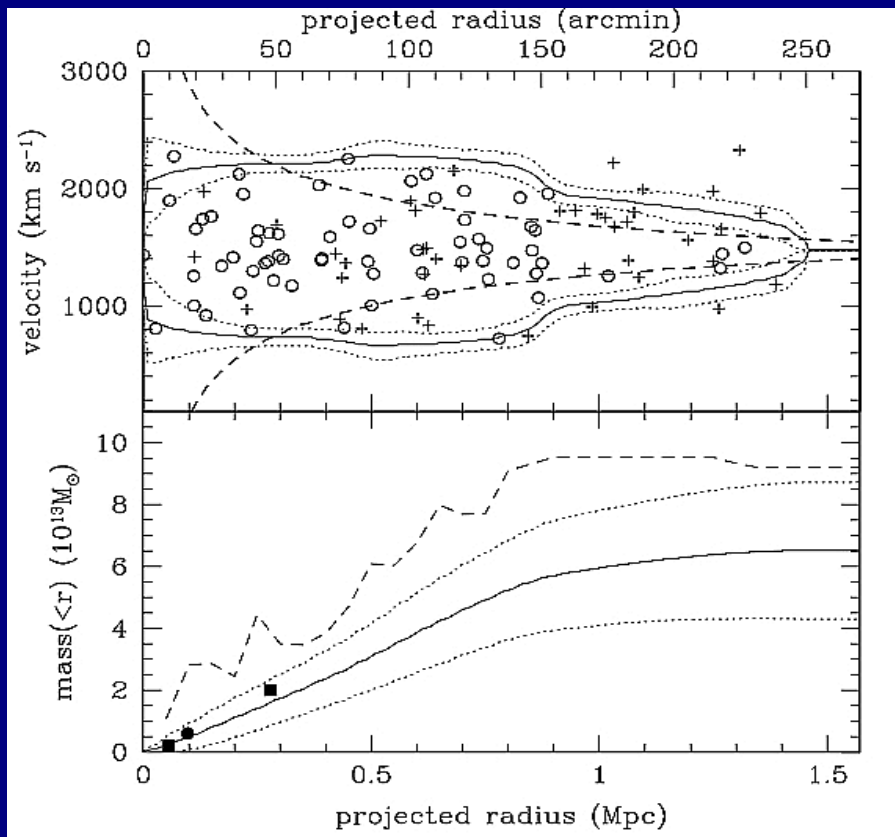 projected radius (arcmin)
0 50 100 150 200 250
3000
2000
1000
velocity (km s⁻¹)
10
8
6
4
2
0
mass(<r) (10¹³M☉)
0 0.5 1 1.5
projected radius (Mpc)